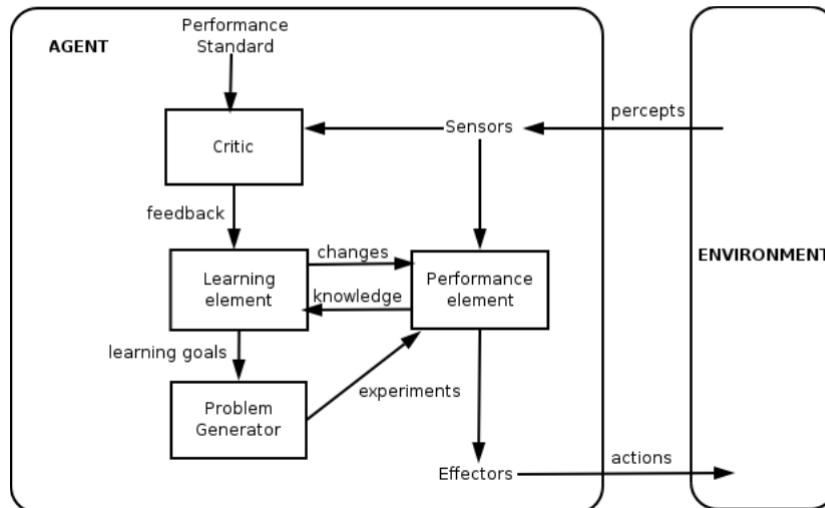 Performance
Standard
AGENT
percepts
Sensors
Critic
feedback
changes
ENVIRONMENT
Learning
element
Performance
element
knowledge
learning goals
experiments
Problem
Generator
actions
Effectors